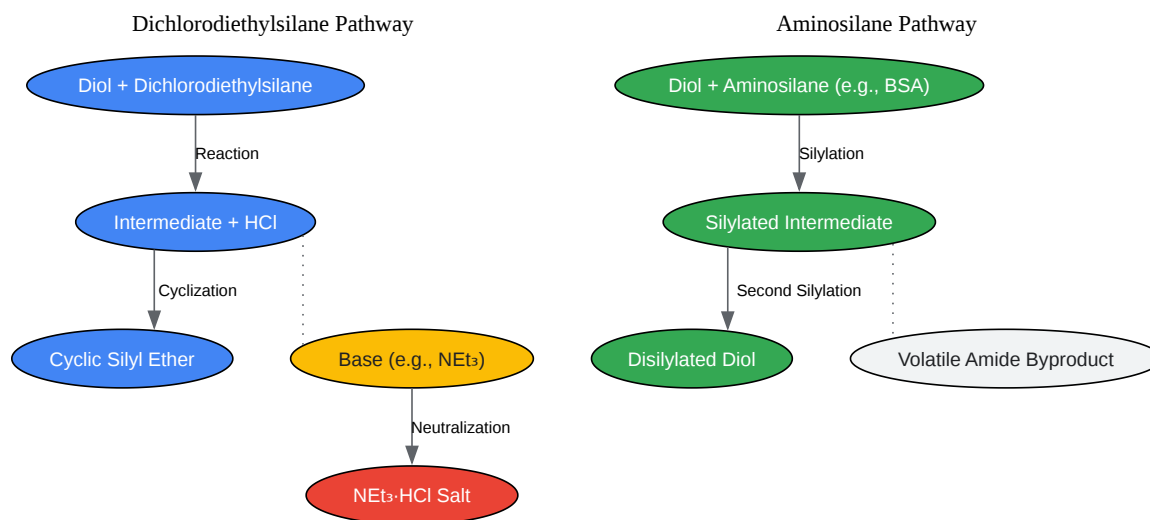 Dichlorodiethylsilane Pathway
Diol + Dichlorodiethylsilane
Reaction
Intermediate + HCl
Cyclization
Cyclic Silyl Ether
Base (e.g., NEt₃)
Neutralization
NEt₃·HCl Salt
Aminosilane Pathway
Diol + Aminosilane (e.g., BSA)
Silylation
Silylated Intermediate
Second Silylation
Disilylated Diol
Volatile Amide Byproduct